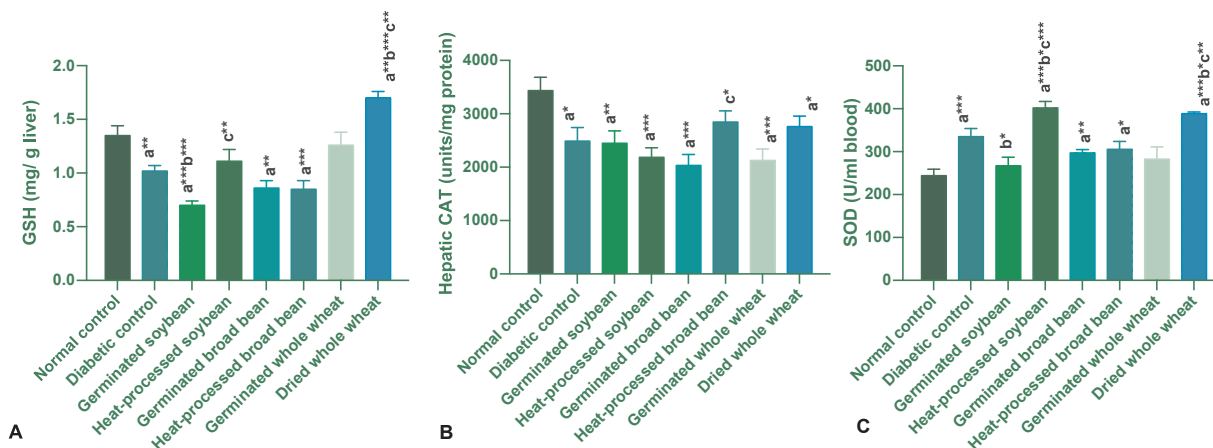 GSH (mg/ g liver)
2.0
1.5
1.0
0.5
0.0
a**
a***b***
c**
a**
a***
a**b***c**
Normal control
Diabetic control
Germinated soybean
Heat-processed soybean
Germinated broad bean
Heat-processed broad bean
Germinated whole wheat
Dried whole wheat
A
Hepatic CAT (units/mg protein)
4000
3000
2000
1000
0
a*
a**
a***
a***
c*
a***
a*
Normal control
Diabetic control
Germinated soybean
Heat-processed soybean
Germinated broad bean
Heat-processed broad bean
Germinated whole wheat
Dried whole wheat
B
SOD (U/ml blood)
500
400
300
200
100
0
a***
b*
a***b*c***
a**
a*
a***b*c**
Normal control
Diabetic control
Germinated soybean
Heat-processed soybean
Germinated broad bean
Heat-processed broad bean
Germinated whole wheat
Dried whole wheat
C